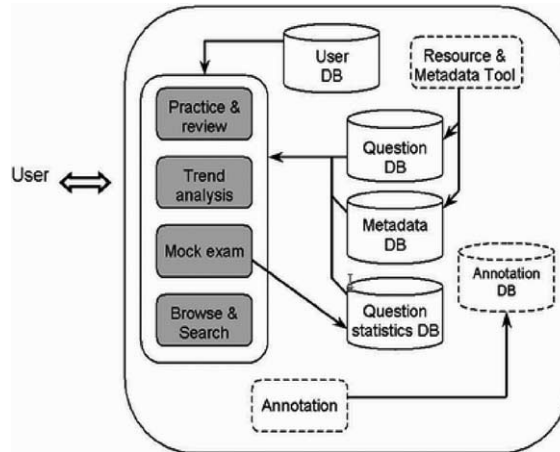 User
DB
Resource &
Metadata Tool
Practice &
review
Question
DB
User
Trend
analysis
Metadata
DB
Mock exam
Annotation
DB
Question
statistics DB
Browse &
Search
Annotation